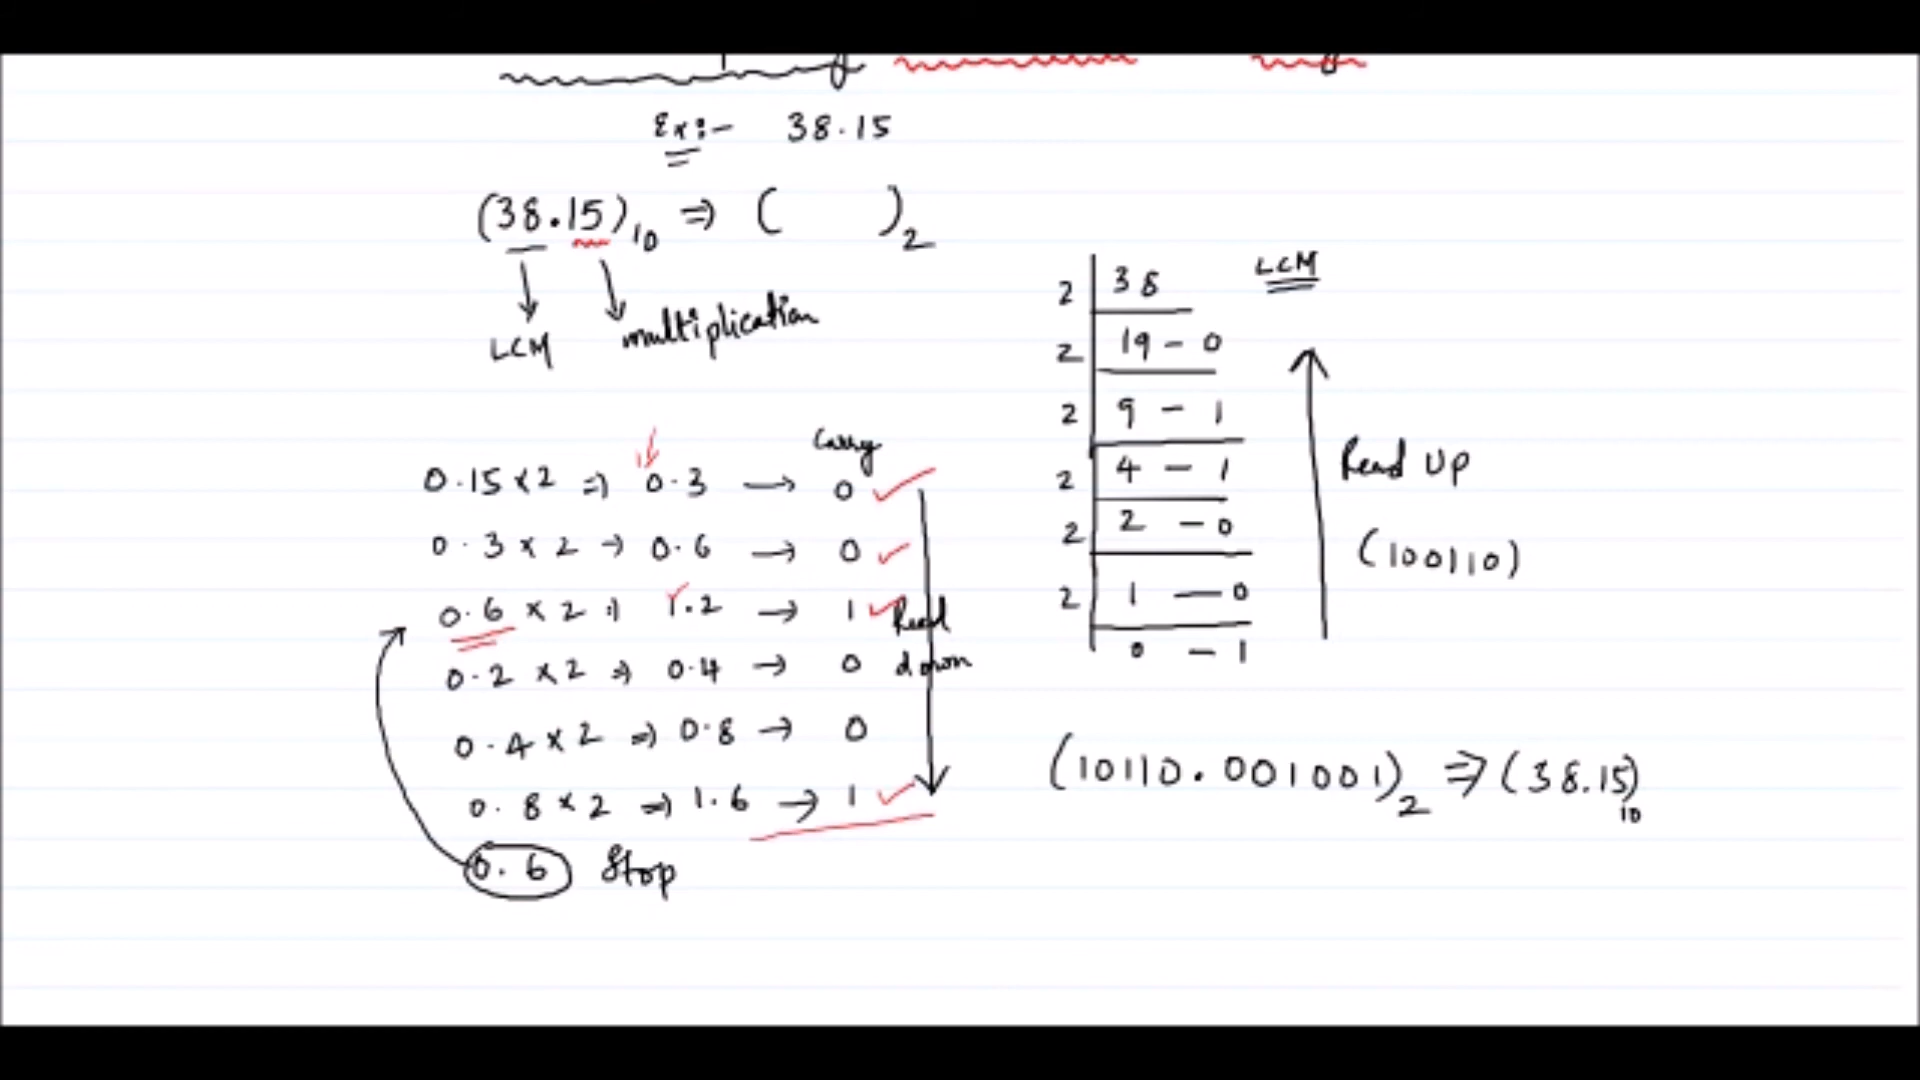 Ex:- 38.15
(38.15)10 ⇒ ( )2
LCM multiplication
Carry
0.15 × 2 ⇒ 0.3 → 0
0.3 × 2 → 0.6 → 0
0.6 × 2 ⇒ 1.2 → 1
Read down
0.2 × 2 ⇒ 0.4 → 0
0.4 × 2 ⇒ 0.8 → 0
0.8 × 2 ⇒ 1.6 → 1
0.6 Stop
LCM
2 38
2 19 - 0
2 9 - 1
2 4 - 1
2 2 - 0
2 1 - 0
0 - 1
Read Up
(100110)
(10110.001001)2 ⇒ (38.15)10